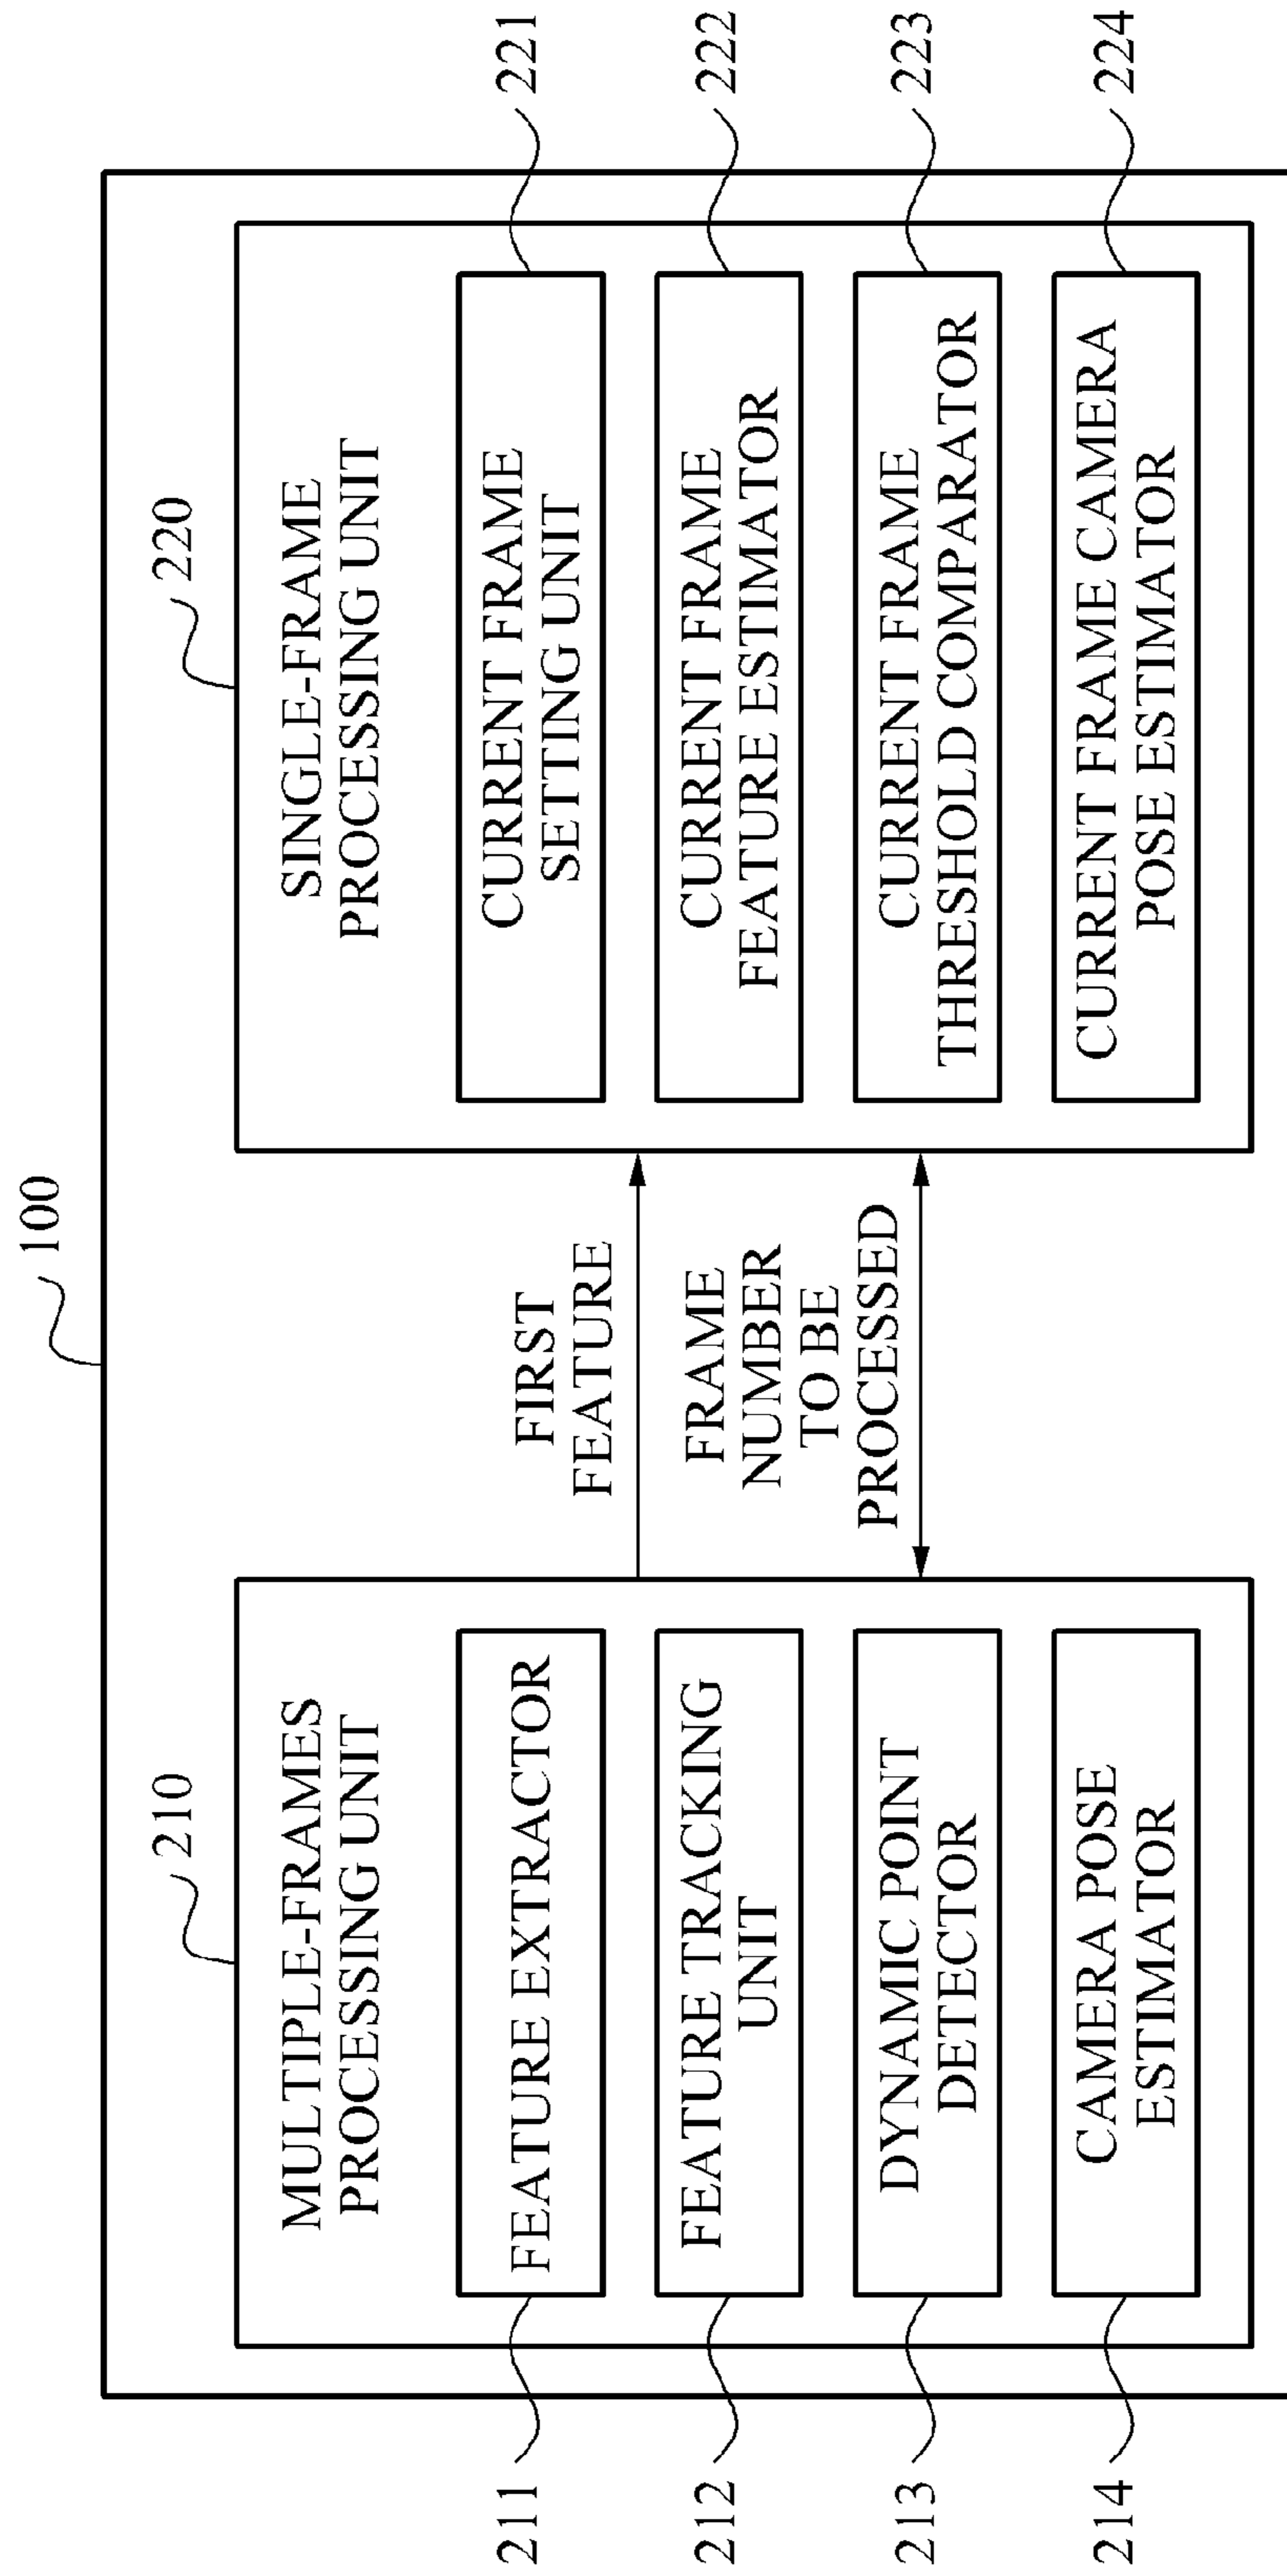 100
210
MULTIPLE-FRAMES
PROCESSING UNIT
211
FEATURE EXTRACTOR
212
FEATURE TRACKING
UNIT
213
DYNAMIC POINT
DETECTOR
214
CAMERA POSE
ESTIMATOR
FIRST
FEATURE
FRAME
NUMBER
TO BE
PROCESSED
220
SINGLE-FRAME
PROCESSING UNIT
CURRENT FRAME
SETTING UNIT
221
CURRENT FRAME
FEATURE ESTIMATOR
222
CURRENT FRAME
THRESHOLD COMPARATOR
223
CURRENT FRAME CAMERA
POSE ESTIMATOR
224